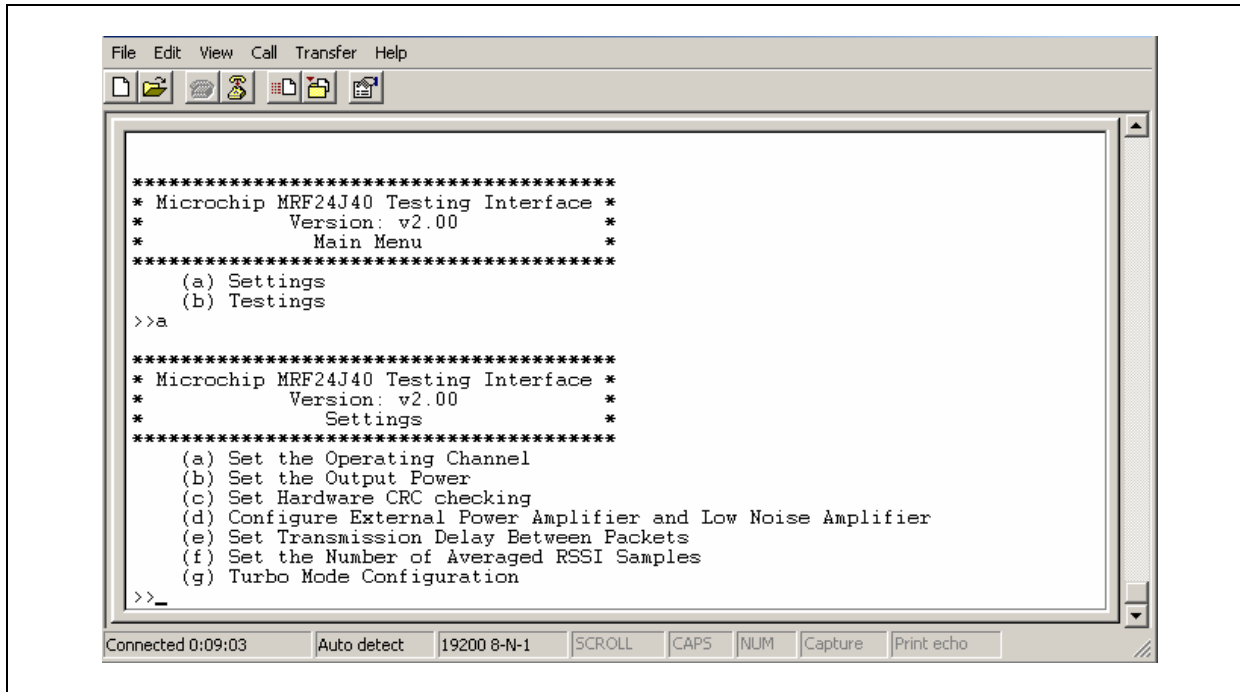 File Edit View Call Transfer Help
****************************************
* Microchip MRF24J40 Testing Interface *
* Version: v2.00 *
* Main Menu *
****************************************
(a) Settings
(b) Testings
>>a
****************************************
* Microchip MRF24J40 Testing Interface *
* Version: v2.00 *
* Settings *
****************************************
(a) Set the Operating Channel
(b) Set the Output Power
(c) Set Hardware CRC checking
(d) Configure External Power Amplifier and Low Noise Amplifier
(e) Set Transmission Delay Between Packets
(f) Set the Number of Averaged RSSI Samples
(g) Turbo Mode Configuration
>>_
Connected 0:09:03 Auto detect 19200 8-N-1 SCROLL CAPS NUM Capture Print echo